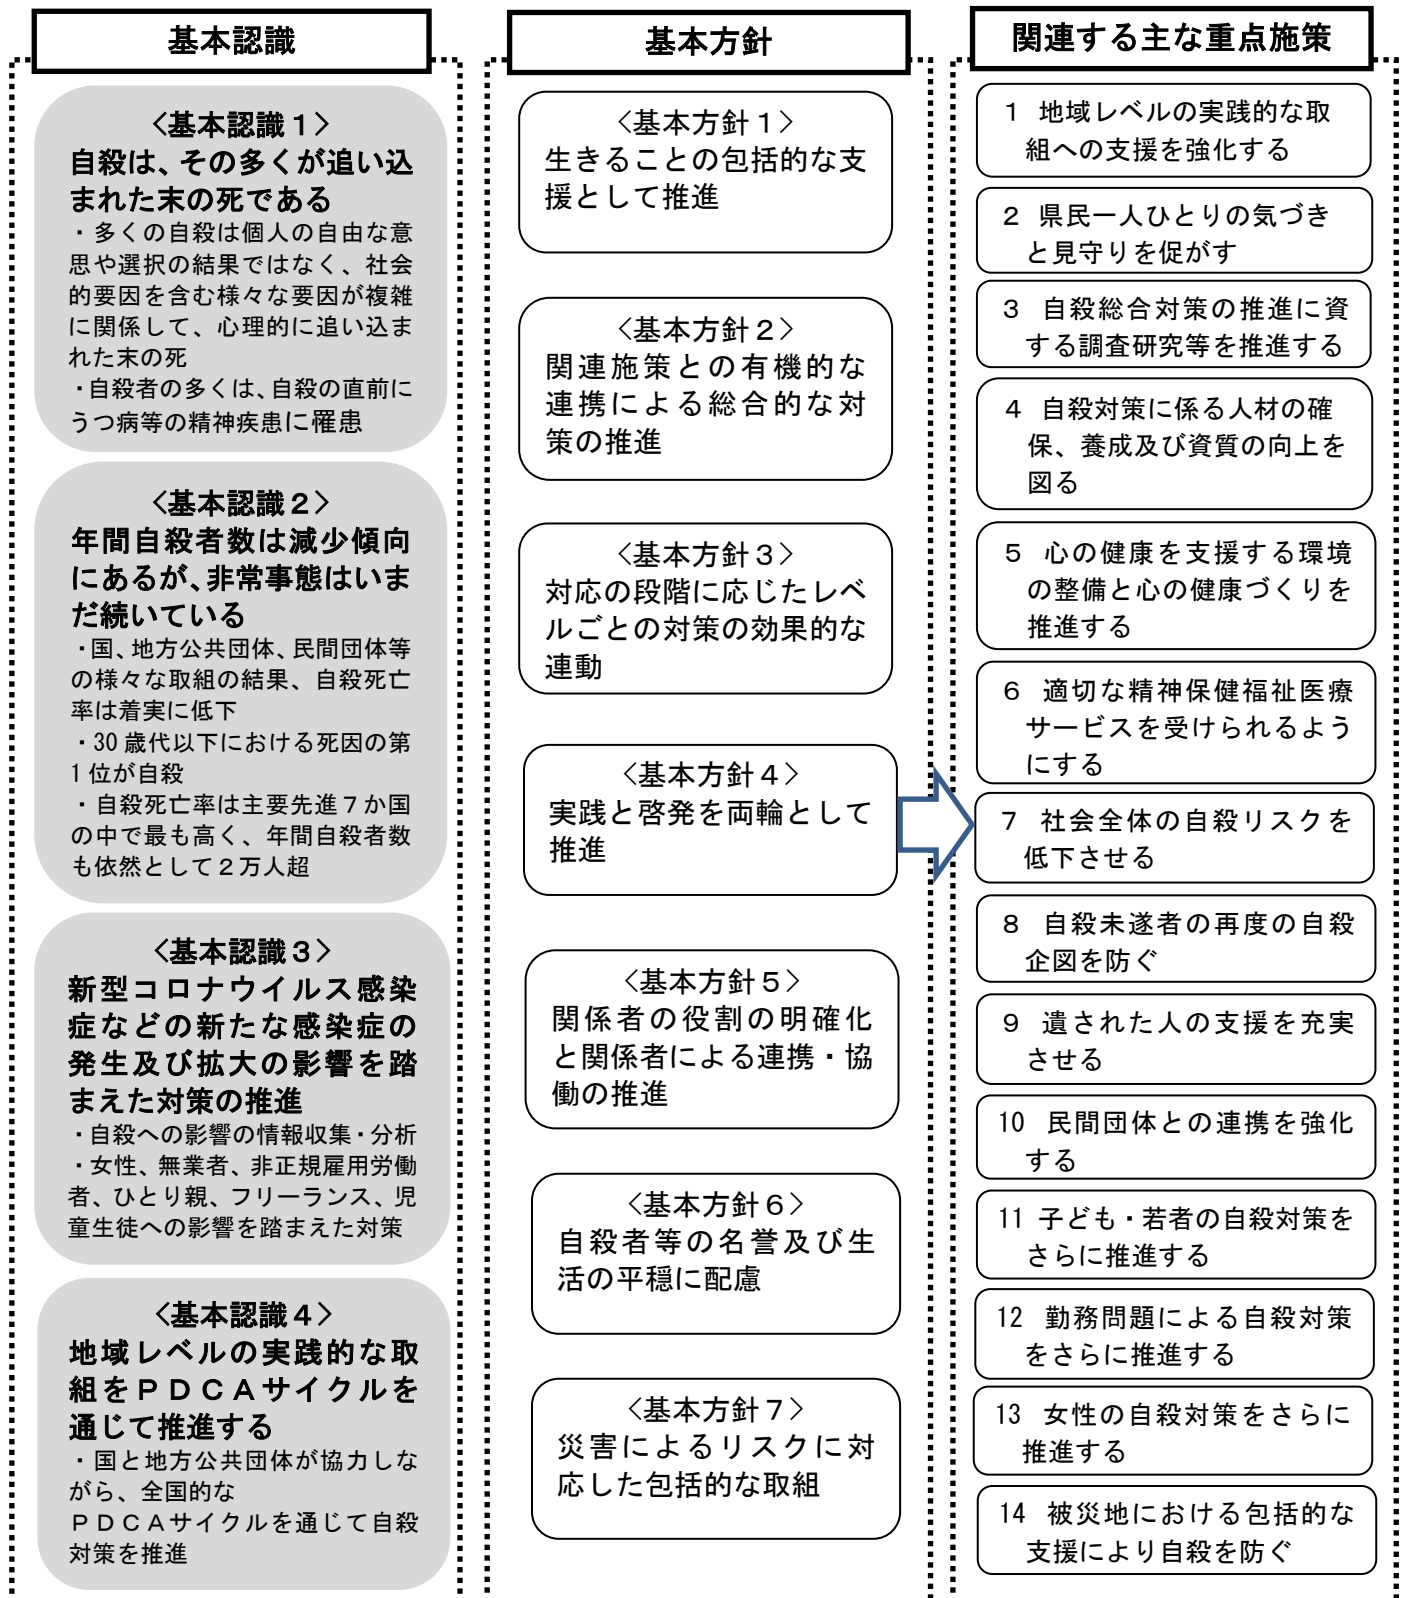 基本認識
<基本認識1>
自殺は、その多くが追い込
まれた末の死である
・多くの自殺は個人の自由な意
思や選択の結果ではなく、社会
的要因を含む様々な要因が複雑
に関係して、心理的に追い込ま
れた末の死
・自殺者の多くは、自殺の直前に
うつ病等の精神疾患に罹患
<基本認識2>
年間自殺者数は減少傾向
にあるが、非常事態はいま
だ続いている
・国、地方公共団体、民間団体等
の様々な取組の結果、自殺死亡
率は着実に低下
・30歳代以下における死因の第
1位が自殺
・自殺死亡率は主要先進7か国
の中で最も高く、年間自殺者数
も依然として2万人超
<基本認識3>
新型コロナウイルス感染
症などの新たな感染症の
発生及び拡大の影響を踏
まえた対策の推進
・自殺への影響の情報収集・分析
・女性、無業者、非正規雇用労働
者、ひとり親、フリーランス、児
童生徒への影響を踏まえた対策
<基本認識4>
地域レベルの実践的な取
組をPDCAサイクルを
通じて推進する
・国と地方公共団体が協力しな
がら、全国的な
PDCAサイクルを通じて自殺
対策を推進
基本方針
<基本方針1>
生きることの包括的な支
援として推進
<基本方針2>
関連施策との有機的な
連携による総合的な対
策の推進
<基本方針3>
対応の段階に応じたレベ
ルごとの対策の効果的な
連動
<基本方針4>
実践と啓発を両輪として
推進
<基本方針5>
関係者の役割の明確化
と関係者による連携・協
働の推進
<基本方針6>
自殺者等の名誉及び生
活の平穏に配慮
<基本方針7>
災害によるリスクに対
応した包括的な取組
関連する主な重点施策
1 地域レベルの実践的な取
組への支援を強化する
2 県民一人ひとりの気づき
と見守りを促がす
3 自殺総合対策の推進に資
する調査研究等を推進する
4 自殺対策に係る人材の確
保、養成及び資質の向上を
図る
5 心の健康を支援する環境
の整備と心の健康づくりを
推進する
6 適切な精神保健福祉医療
サービスを受けられるよう
にする
7 社会全体の自殺リスクを
低下させる
8 自殺未遂者の再度の自殺
企図を防ぐ
9 遺された人の支援を充実
させる
10 民間団体との連携を強化
する
11 子ども・若者の自殺対策を
さらに推進する
12 勤務問題による自殺対策
をさらに推進する
13 女性の自殺対策をさらに
推進する
14 被災地における包括的な
支援により自殺を防ぐ